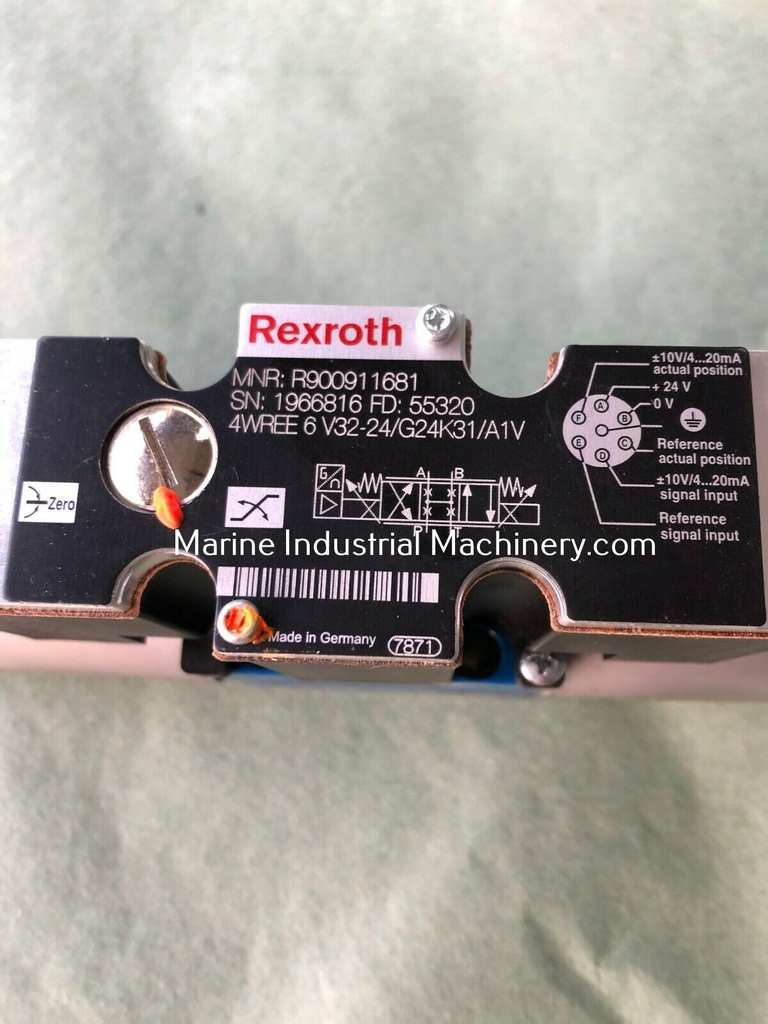 Rexroth
MNR: R900911681
SN: 1966816 FD: 55320
4WREE 6 V32-24/G24K31/A1V
Zero
G
n
A
B
P
T
±10V/4...20mA
actual position
+ 24 V
0 V
Reference
actual position
±10V/4...20mA
signal input
Reference
signal input
F
A
B
E
D
C
Marine Industrial Machinery.com
Made in Germany
7871